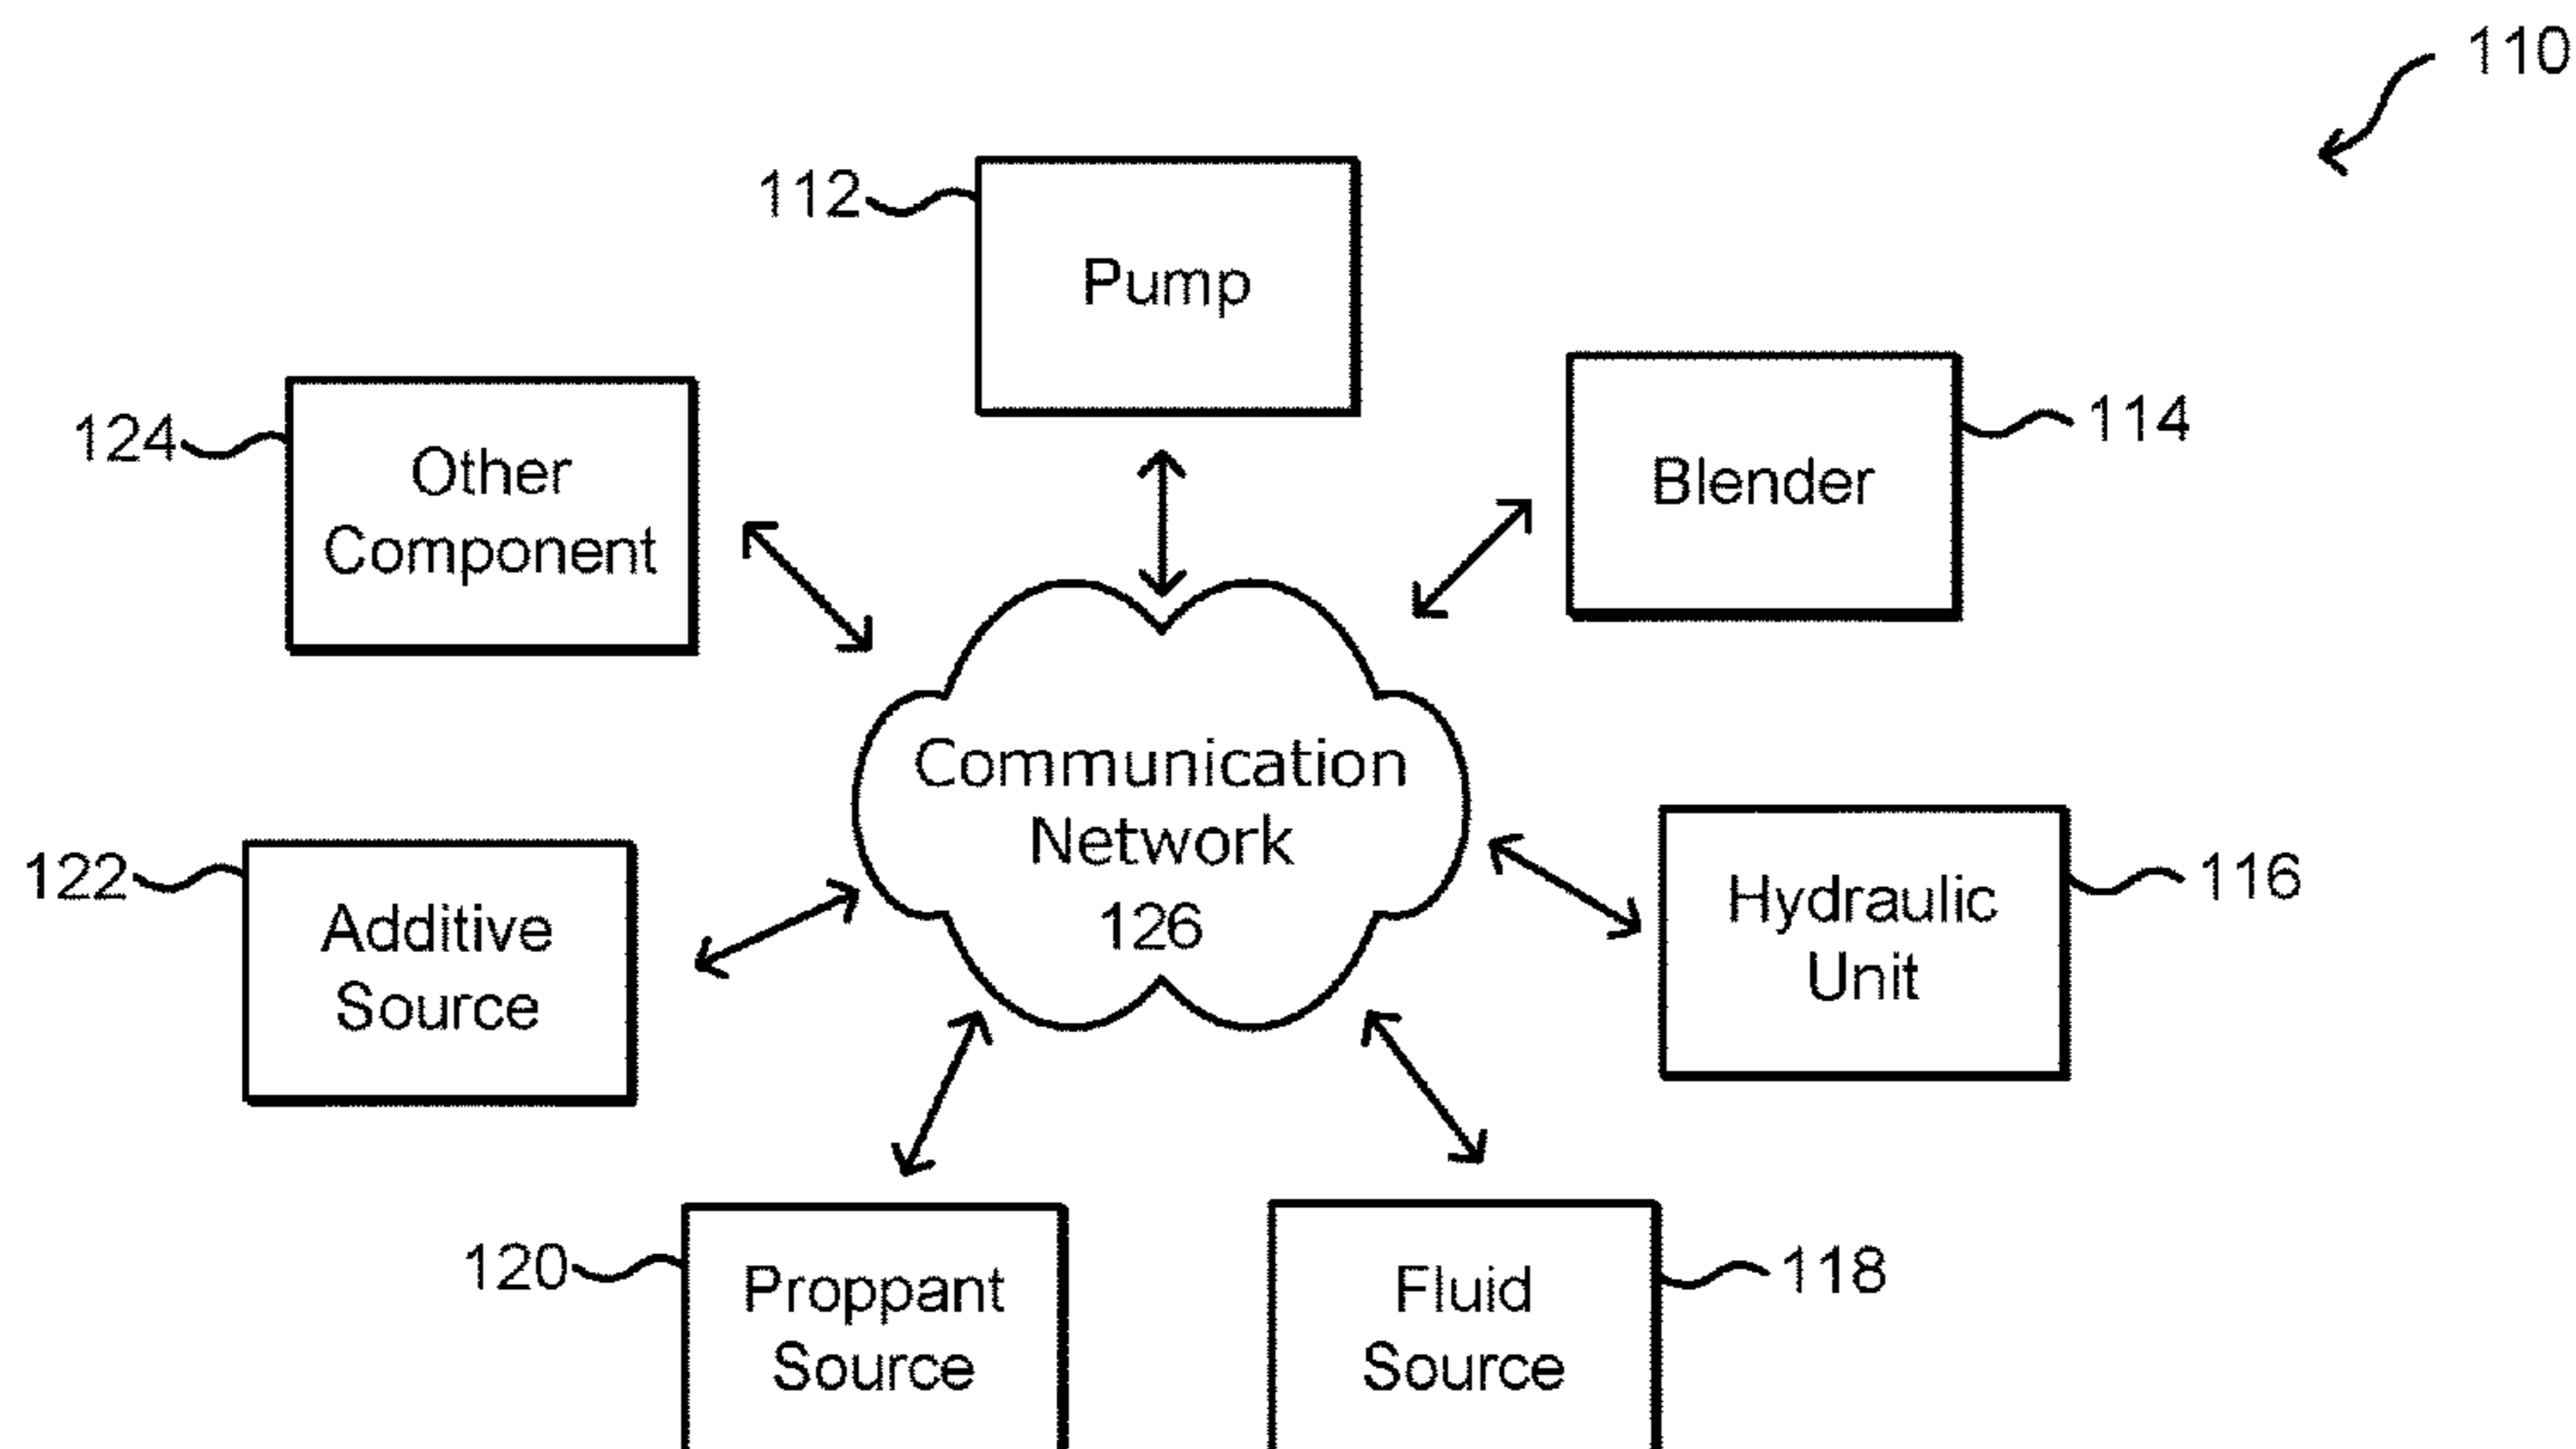 110
112
Pump
124
Other
Component
114
Blender
Communication
Network
126
122
Additive
Source
116
Hydraulic
Unit
120
Proppant
Source
118
Fluid
Source